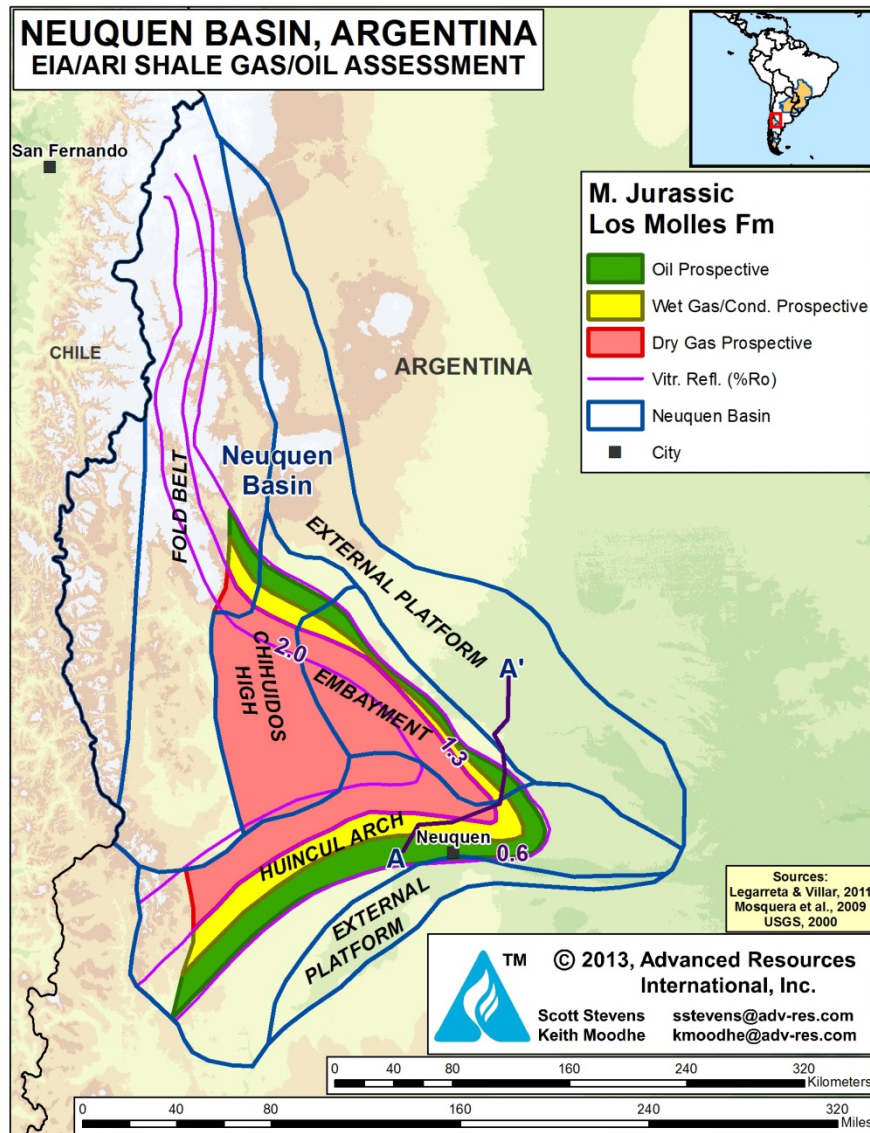 NEUQUEN BASIN, ARGENTINA
EIA/ARI SHALE GAS/OIL ASSESSMENT
San Fernando
M. Jurassic
Los Molles Fm
Oil Prospective
Wet Gas/Cond. Prospective
Dry Gas Prospective
Vitr. Refl. (%Ro)
Neuquen Basin
City
CHILE
ARGENTINA
Neuquen
Basin
FOLD BELT
EXTERNAL PLATFORM
CHIHUIDOS
HIGH
2.0
EMBAYMENT
A'
1.3
HUINCUL ARCH
Neuquen
A
0.6
EXTERNAL
PLATFORM
Sources:
Legarreta & Villar, 2011
Mosquera et al., 2009
USGS, 2000
TM
© 2013, Advanced Resources
International, Inc.
Scott Stevens sstevens@adv-res.com
Keith Moodhe kmoodhe@adv-res.com
0 40 80 160 240 320
Kilometers
0 40 80 160 240 320
Miles